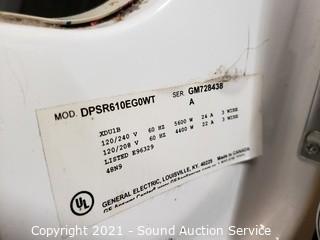 MOD. DPSR610EG0WT SER. GM728438
A
XDU1B
120/240 V 60 HZ 5600 W 24 A 3 WIRE
120/208 V 60 HZ 4400 W 22 A 3 WIRE
LISTED E96329
48N9
UL GENERAL ELECTRIC, LOUISVILLE, KY. 40225 Made in CANADA
Copyright © 2021 - Auction Sound Service